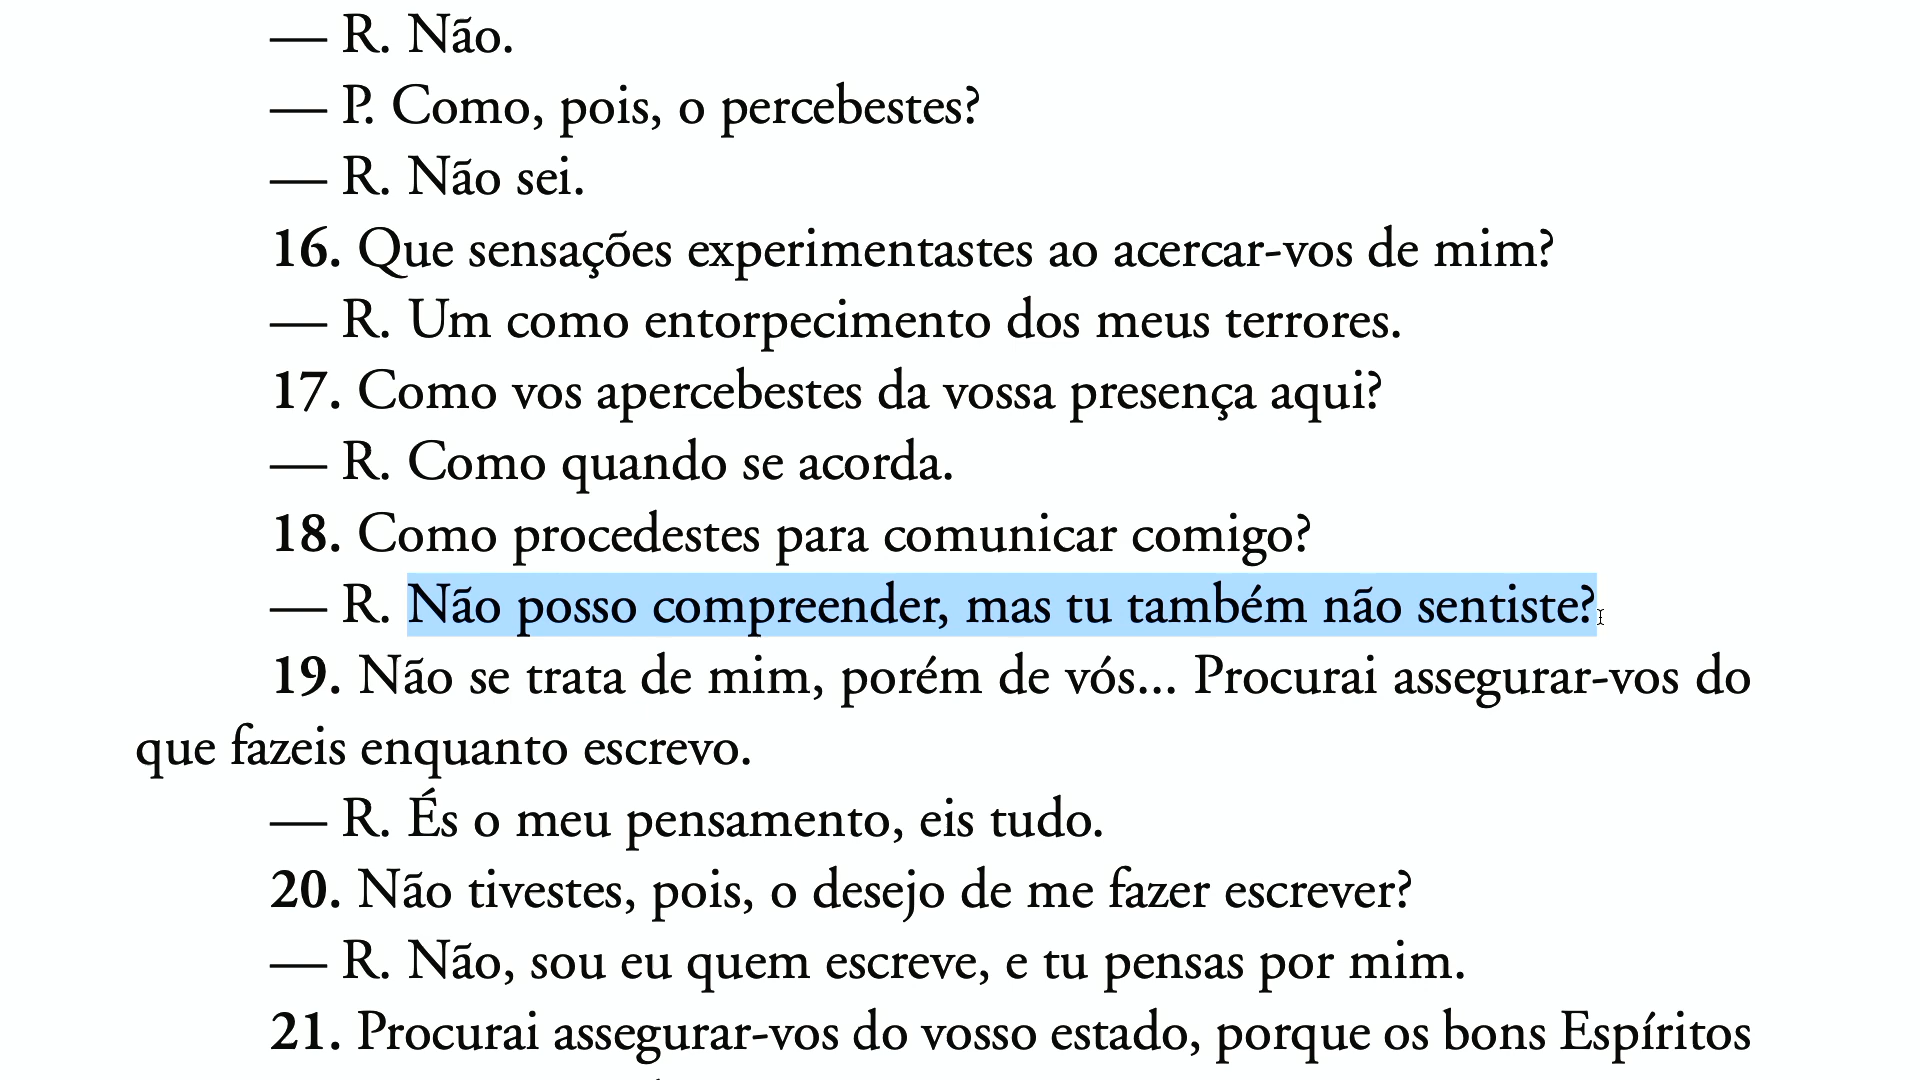 — R. Não.
— P. Como, pois, o percebestes?
— R. Não sei.
16. Que sensações experimentastes ao acercar-vos de mim?
— R. Um como entorpecimento dos meus terrores.
17. Como vos apercebestes da vossa presença aqui?
— R. Como quando se acorda.
18. Como procedestes para comunicar comigo?
— R. Não posso compreender, mas tu também não sentiste?
19. Não se trata de mim, porém de vós... Procurai assegurar-vos do
que fazeis enquanto escrevo.
— R. És o meu pensamento, eis tudo.
20. Não tivestes, pois, o desejo de me fazer escrever?
— R. Não, sou eu quem escreve, e tu pensas por mim.
21. Procurai assegurar-vos do vosso estado, porque os bons Espíritos